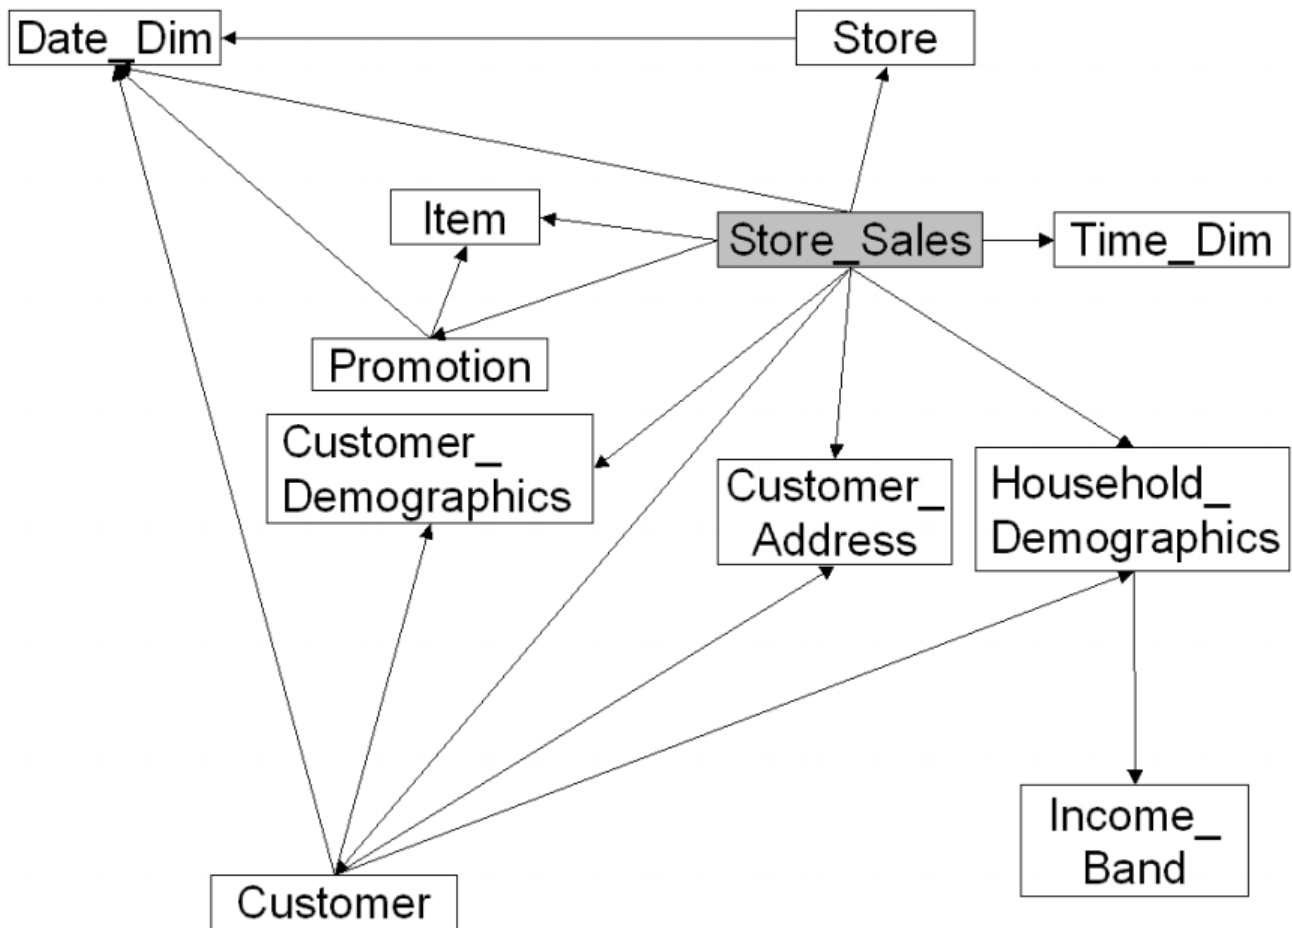 Date_Dim
Store
Item
Store_Sales
Time_Dim
Promotion
Customer_
Demographics
Customer_
Address
Household_
Demographics
Income_
Band
Customer